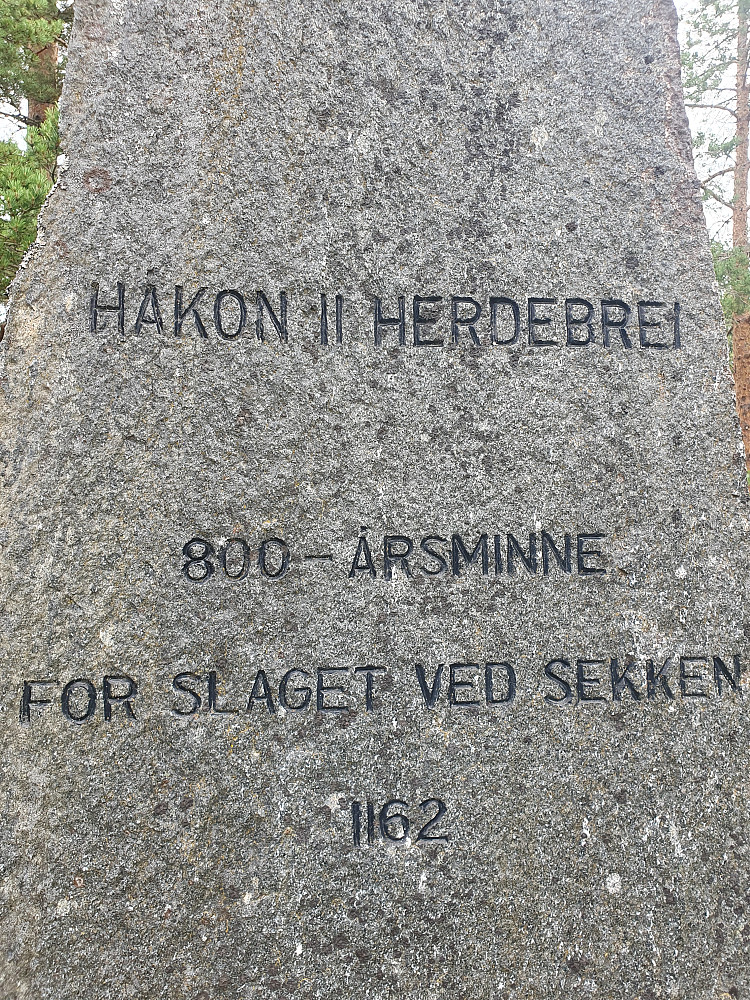 HÅKON II HERDEBREI
800 - ÅRSMINNE
FOR SLAGET VED SEKKEN
1162